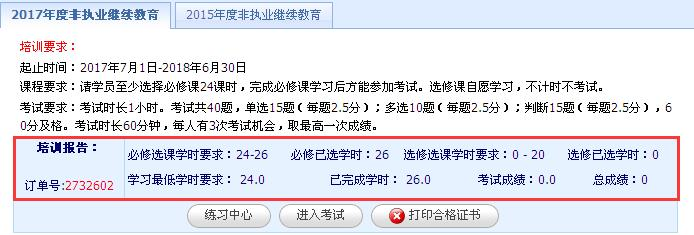 2017年度非执业继续教育 2015年度非执业继续教育
培训要求：
起止时间：2017年7月1日-2018年6月30日
课程要求：请学员至少选择必修课24课时，完成必修课学习后方能参加考试。选修课自愿学习，不计时不考试。
考试要求：考试时长1小时。考试共40题，单选15题（每题2.5分）；多选10题（每题2.5分）；判断15题（每题2.5分），6
0分及格。考试时长60分钟，每人有3次考试机会，取最高一次成绩。
培训报告： 必修选课学时要求：24-26 必修已选学时：26 选修选课学时要求：0 - 20 选修已选学时：0
订单号:2732602 学习最低学时要求： 24.0 已完成学时： 26.0 考试成绩：0.0 总成绩：0
练习中心 进入考试 打印合格证书